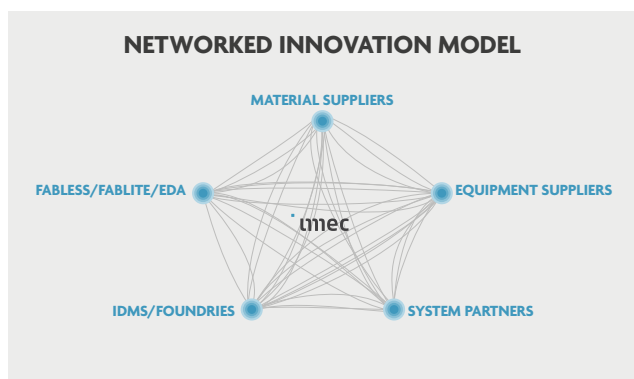 NETWORKED INNOVATION MODEL
MATERIAL SUPPLIERS
FABLESS/FABLITE/EDA
EQUIPMENT SUPPLIERS
imec
IDMS/FOUNDRIES
SYSTEM PARTNERS